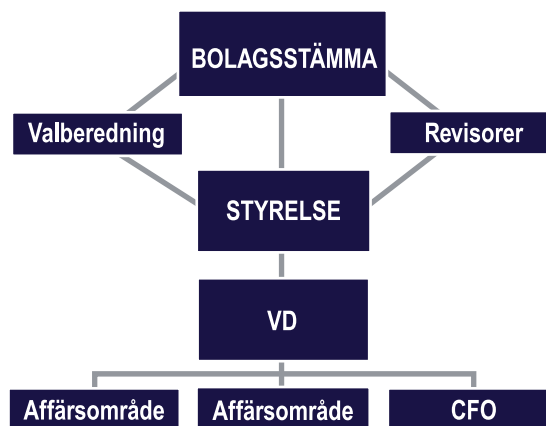 BOLAGSSTÄMMA
Valberedning
Revisorer
STYRELSE
VD
Affärsområde
Affärsområde
CFO